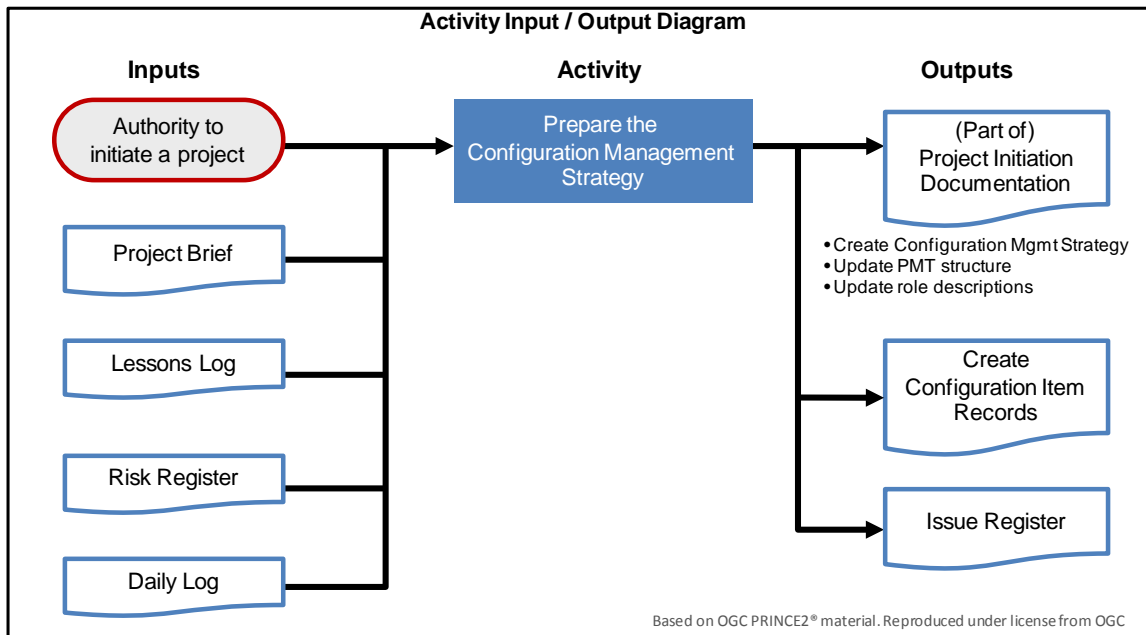 Activity Input / Output Diagram
Inputs
Activity
Outputs
Authority to
initiate a project
Project Brief
Lessons Log
Risk Register
Daily Log
Prepare the
Configuration Management
Strategy
(Part of)
Project Initiation
Documentation
• Create Configuration Mgmt Strategy
• Update PMT structure
• Update role descriptions
Create
Configuration Item
Records
Issue Register
Based on OGC PRINCE2® material. Reproduced under license from OGC